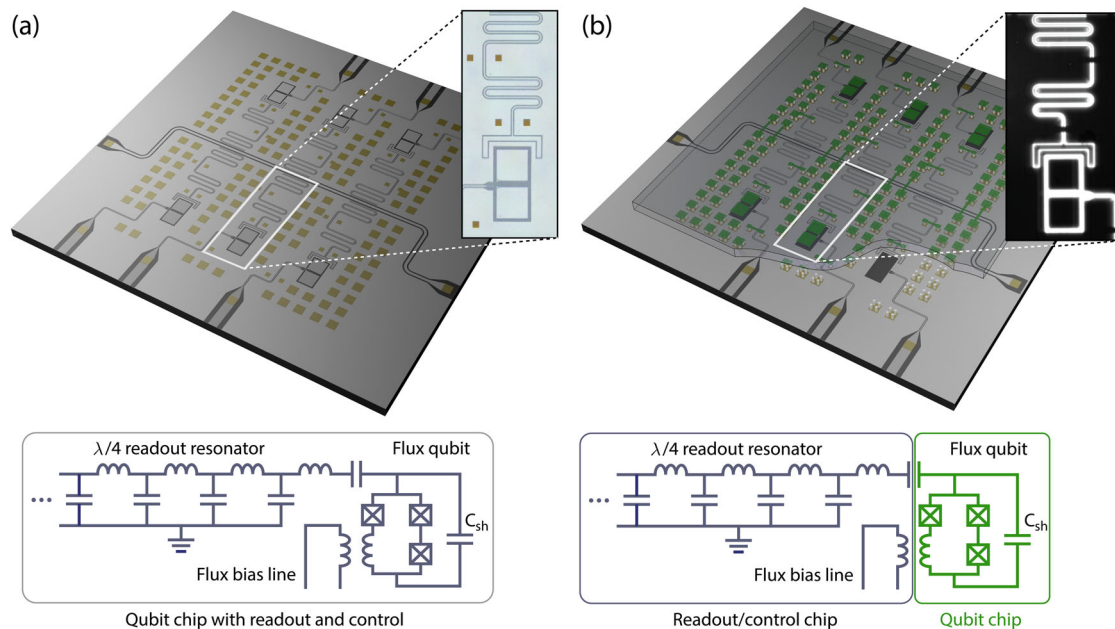 (a)
(b)
λ/4 readout resonator
Flux qubit
...
C_sh
Flux bias line
Qubit chip with readout and control
λ/4 readout resonator
Flux qubit
...
C_sh
Flux bias line
Readout/control chip
Qubit chip